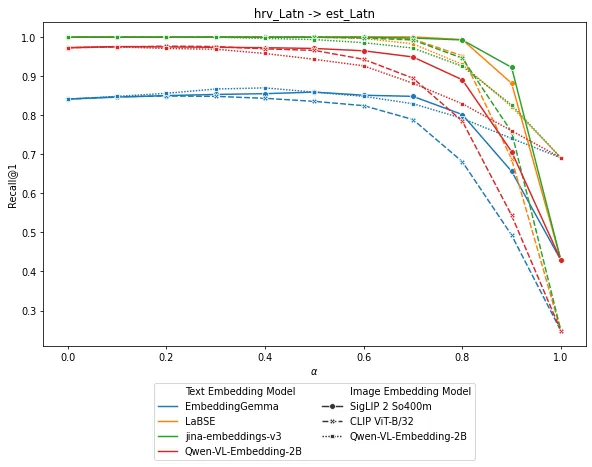 hrv_Latn -> est_Latn
1.0
0.9
0.8
0.7
0.6
0.5
0.4
0.3
Recall@1
0.0 0.2 0.4 0.6 0.8 1.0
α
Text Embedding Model Image Embedding Model
EmbeddingGemma SigLIP 2 So400m
LaBSE CLIP ViT-B/32
jina-embeddings-v3 Qwen-VL-Embedding-2B
Qwen-VL-Embedding-2B